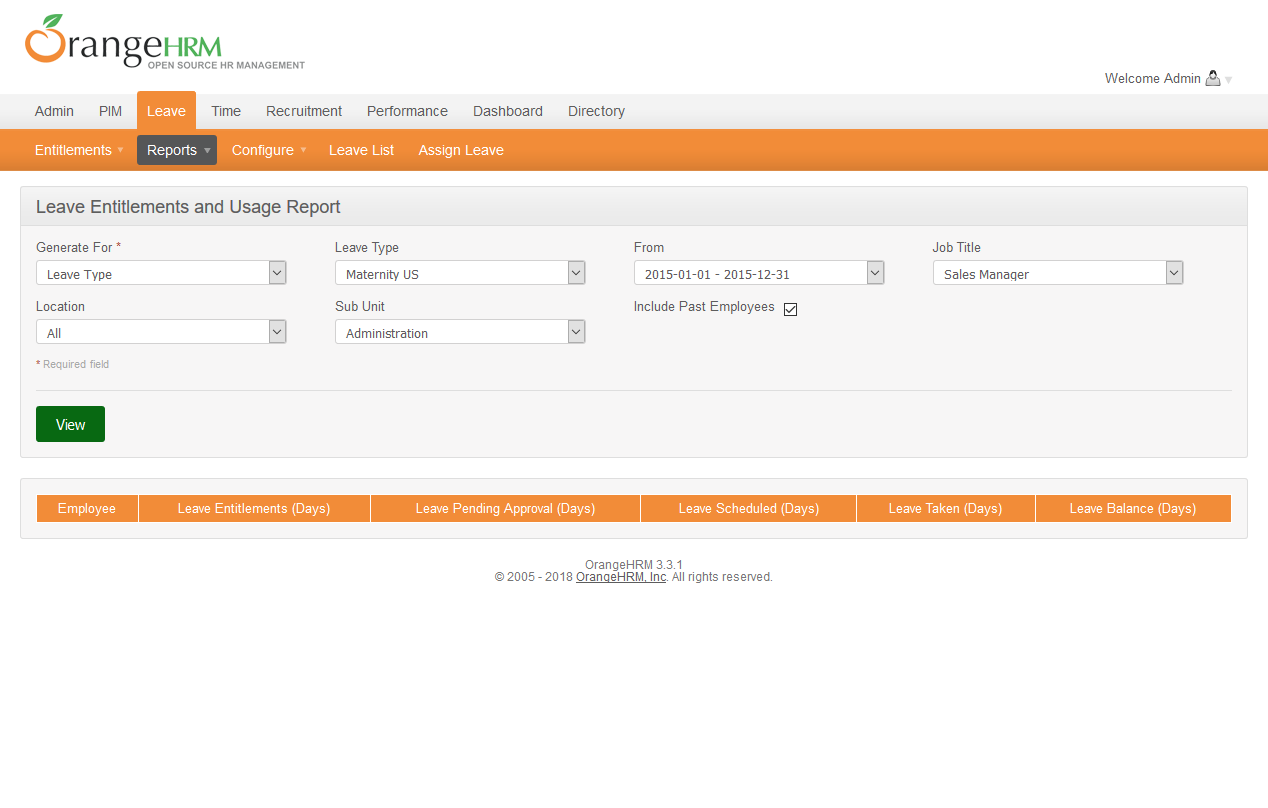 OrangeHRM
OPEN SOURCE HR MANAGEMENT
Welcome Admin
Admin PIM Leave Time Recruitment Performance Dashboard Directory
Entitlements Reports Configure Leave List Assign Leave
Leave Entitlements and Usage Report
Generate For * Leave Type From Job Title
Leave Type Maternity US 2015-01-01 - 2015-12-31 Sales Manager
Location Sub Unit Include Past Employees
All Administration
* Required field
View
Employee Leave Entitlements (Days) Leave Pending Approval (Days) Leave Scheduled (Days) Leave Taken (Days) Leave Balance (Days)
OrangeHRM 3.3.1
© 2005 - 2018 OrangeHRM, Inc. All rights reserved.